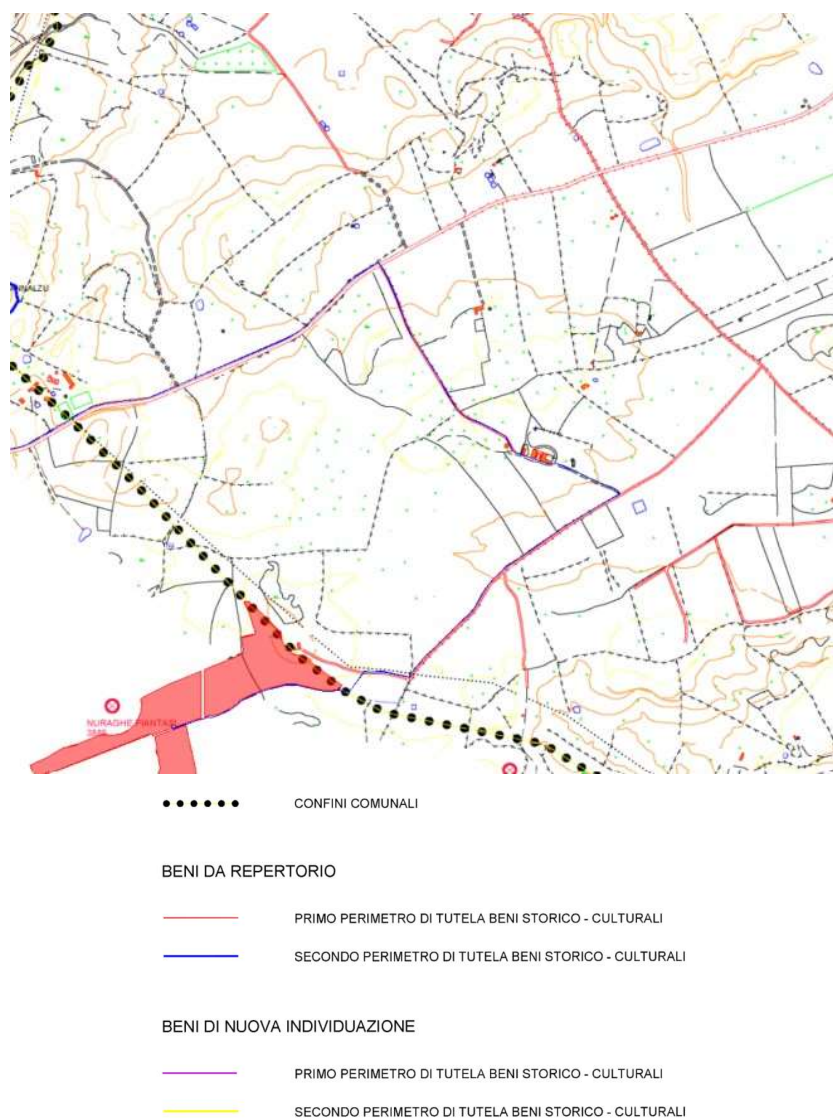 NURAGHE PIANTA
CONFINI COMUNALI
BENI DA REPERTORIO
PRIMO PERIMETRO DI TUTELA BENI STORICO - CULTURALI
SECONDO PERIMETRO DI TUTELA BENI STORICO - CULTURALI
BENI DI NUOVA INDIVIDUAZIONE
PRIMO PERIMETRO DI TUTELA BENI STORICO - CULTURALI
SECONDO PERIMETRO DI TUTELA BENI STORICO - CULTURALI